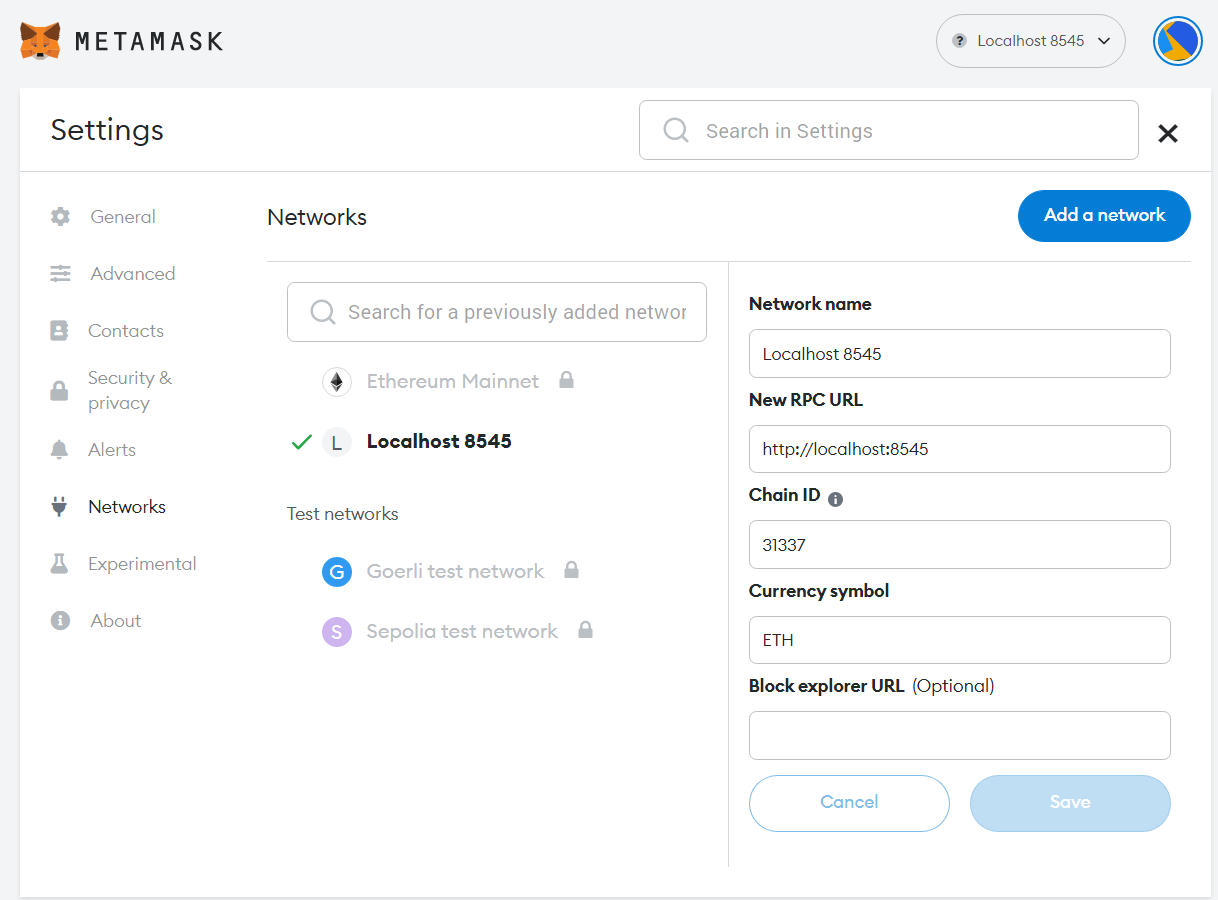 METAMASK
? Localhost 8545
Settings
Search in Settings
General
Advanced
Contacts
Security &
privacy
Alerts
Networks
Experimental
About
Networks
Add a network
Search for a previously added networ
Ethereum Mainnet
L Localhost 8545
Test networks
G Goerli test network
S Sepolia test network
Network name
Localhost 8545
New RPC URL
http://localhost:8545
Chain ID
31337
Currency symbol
ETH
Block explorer URL (Optional)
Cancel
Save